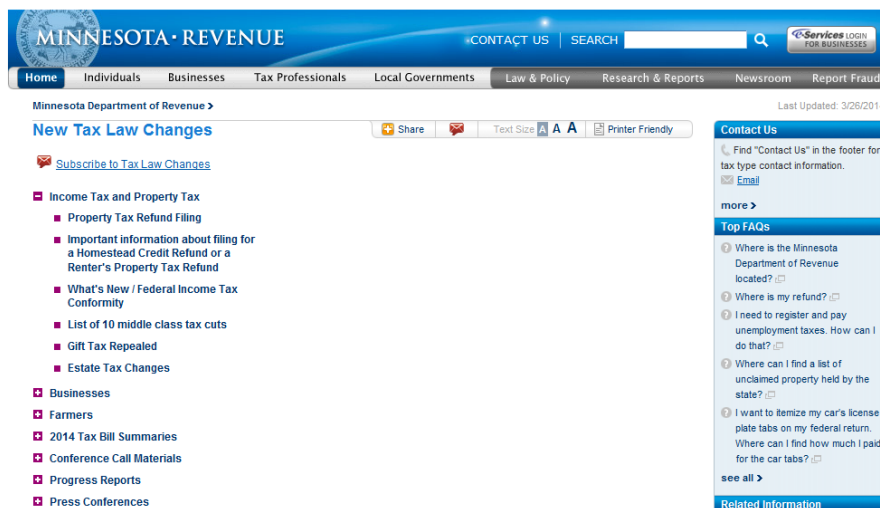 MINNESOTA · REVENUE
CONTACT US | SEARCH
e-Services LOGIN
FOR BUSINESSES
Home Individuals Businesses Tax Professionals Local Governments Law & Policy Research & Reports Newsroom Report Fraud
Minnesota Department of Revenue >
Last Updated: 3/26/201
New Tax Law Changes
Share
Text Size A A A
Printer Friendly
Subscribe to Tax Law Changes
Income Tax and Property Tax
Property Tax Refund Filing
Important information about filing for
a Homestead Credit Refund or a
Renter's Property Tax Refund
What's New / Federal Income Tax
Conformity
List of 10 middle class tax cuts
Gift Tax Repealed
Estate Tax Changes
Businesses
Farmers
2014 Tax Bill Summaries
Conference Call Materials
Progress Reports
Press Conferences
Contact Us
Find "Contact Us" in the footer for
tax type contact information.
Email
more >
Top FAQs
Where is the Minnesota
Department of Revenue
located?
Where is my refund?
I need to register and pay
unemployment taxes. How can I
do that?
Where can I find a list of
unclaimed property held by the
state?
I want to itemize my car's license
plate tabs on my federal return.
Where can I find how much I paid
for the car tabs?
see all >
Related Information